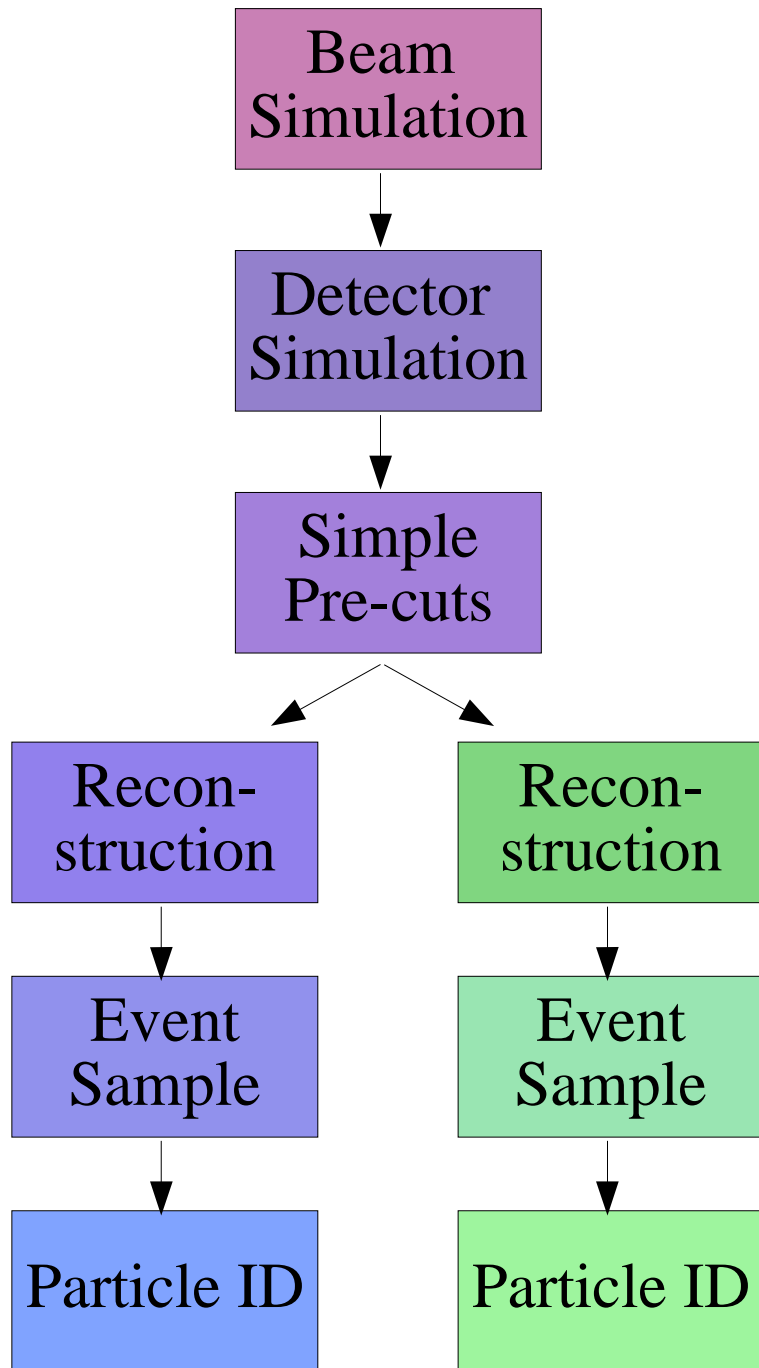 Beam
Simulation
Detector
Simulation
Simple
Pre-cuts
Recon-
struction
Recon-
struction
Event
Sample
Event
Sample
Particle ID
Particle ID